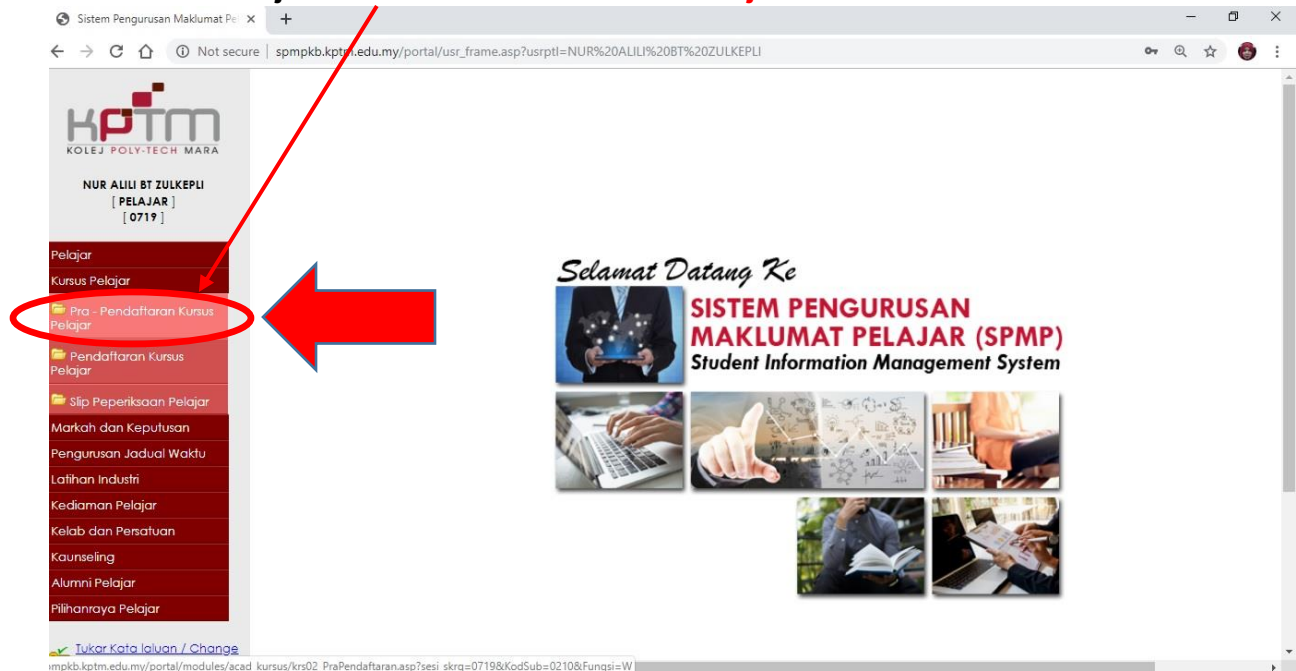 Sistem Pengurusan Maklumat Pe
Not secure | spmpkb.kptm.edu.my/portal/usr_frame.asp?usrptl=NUR%20ALILI%20BT%20ZULKEPLI
KPTM
KOLEJ POLY-TECH MARA
NUR ALILI BT ZULKEPLI
[ PELAJAR ]
[ 0719 ]
Pelajar
Kursus Pelajar
Pra - Pendaftaran Kursus
Pelajar
Pendaftaran Kursus
Pelajar
Slip Peperiksaan Pelajar
Markah dan Keputusan
Pengurusan Jadual Waktu
Latihan Industri
Kediaman Pelajar
Kelab dan Persatuan
Kaunseling
Alumni Pelajar
Pilihanraya Pelajar
Tukar Kata laluan / Change
Selamat Datang Ke
SISTEM PENGURUSAN
MAKLUMAT PELAJAR (SPMP)
Student Information Management System
mpkb.kptm.edu.my/portal/modules/acad_kursus/krs02_PraPendaftaran.asp?sesi_skrg=0719&KodSub=0210&Fungsi=W